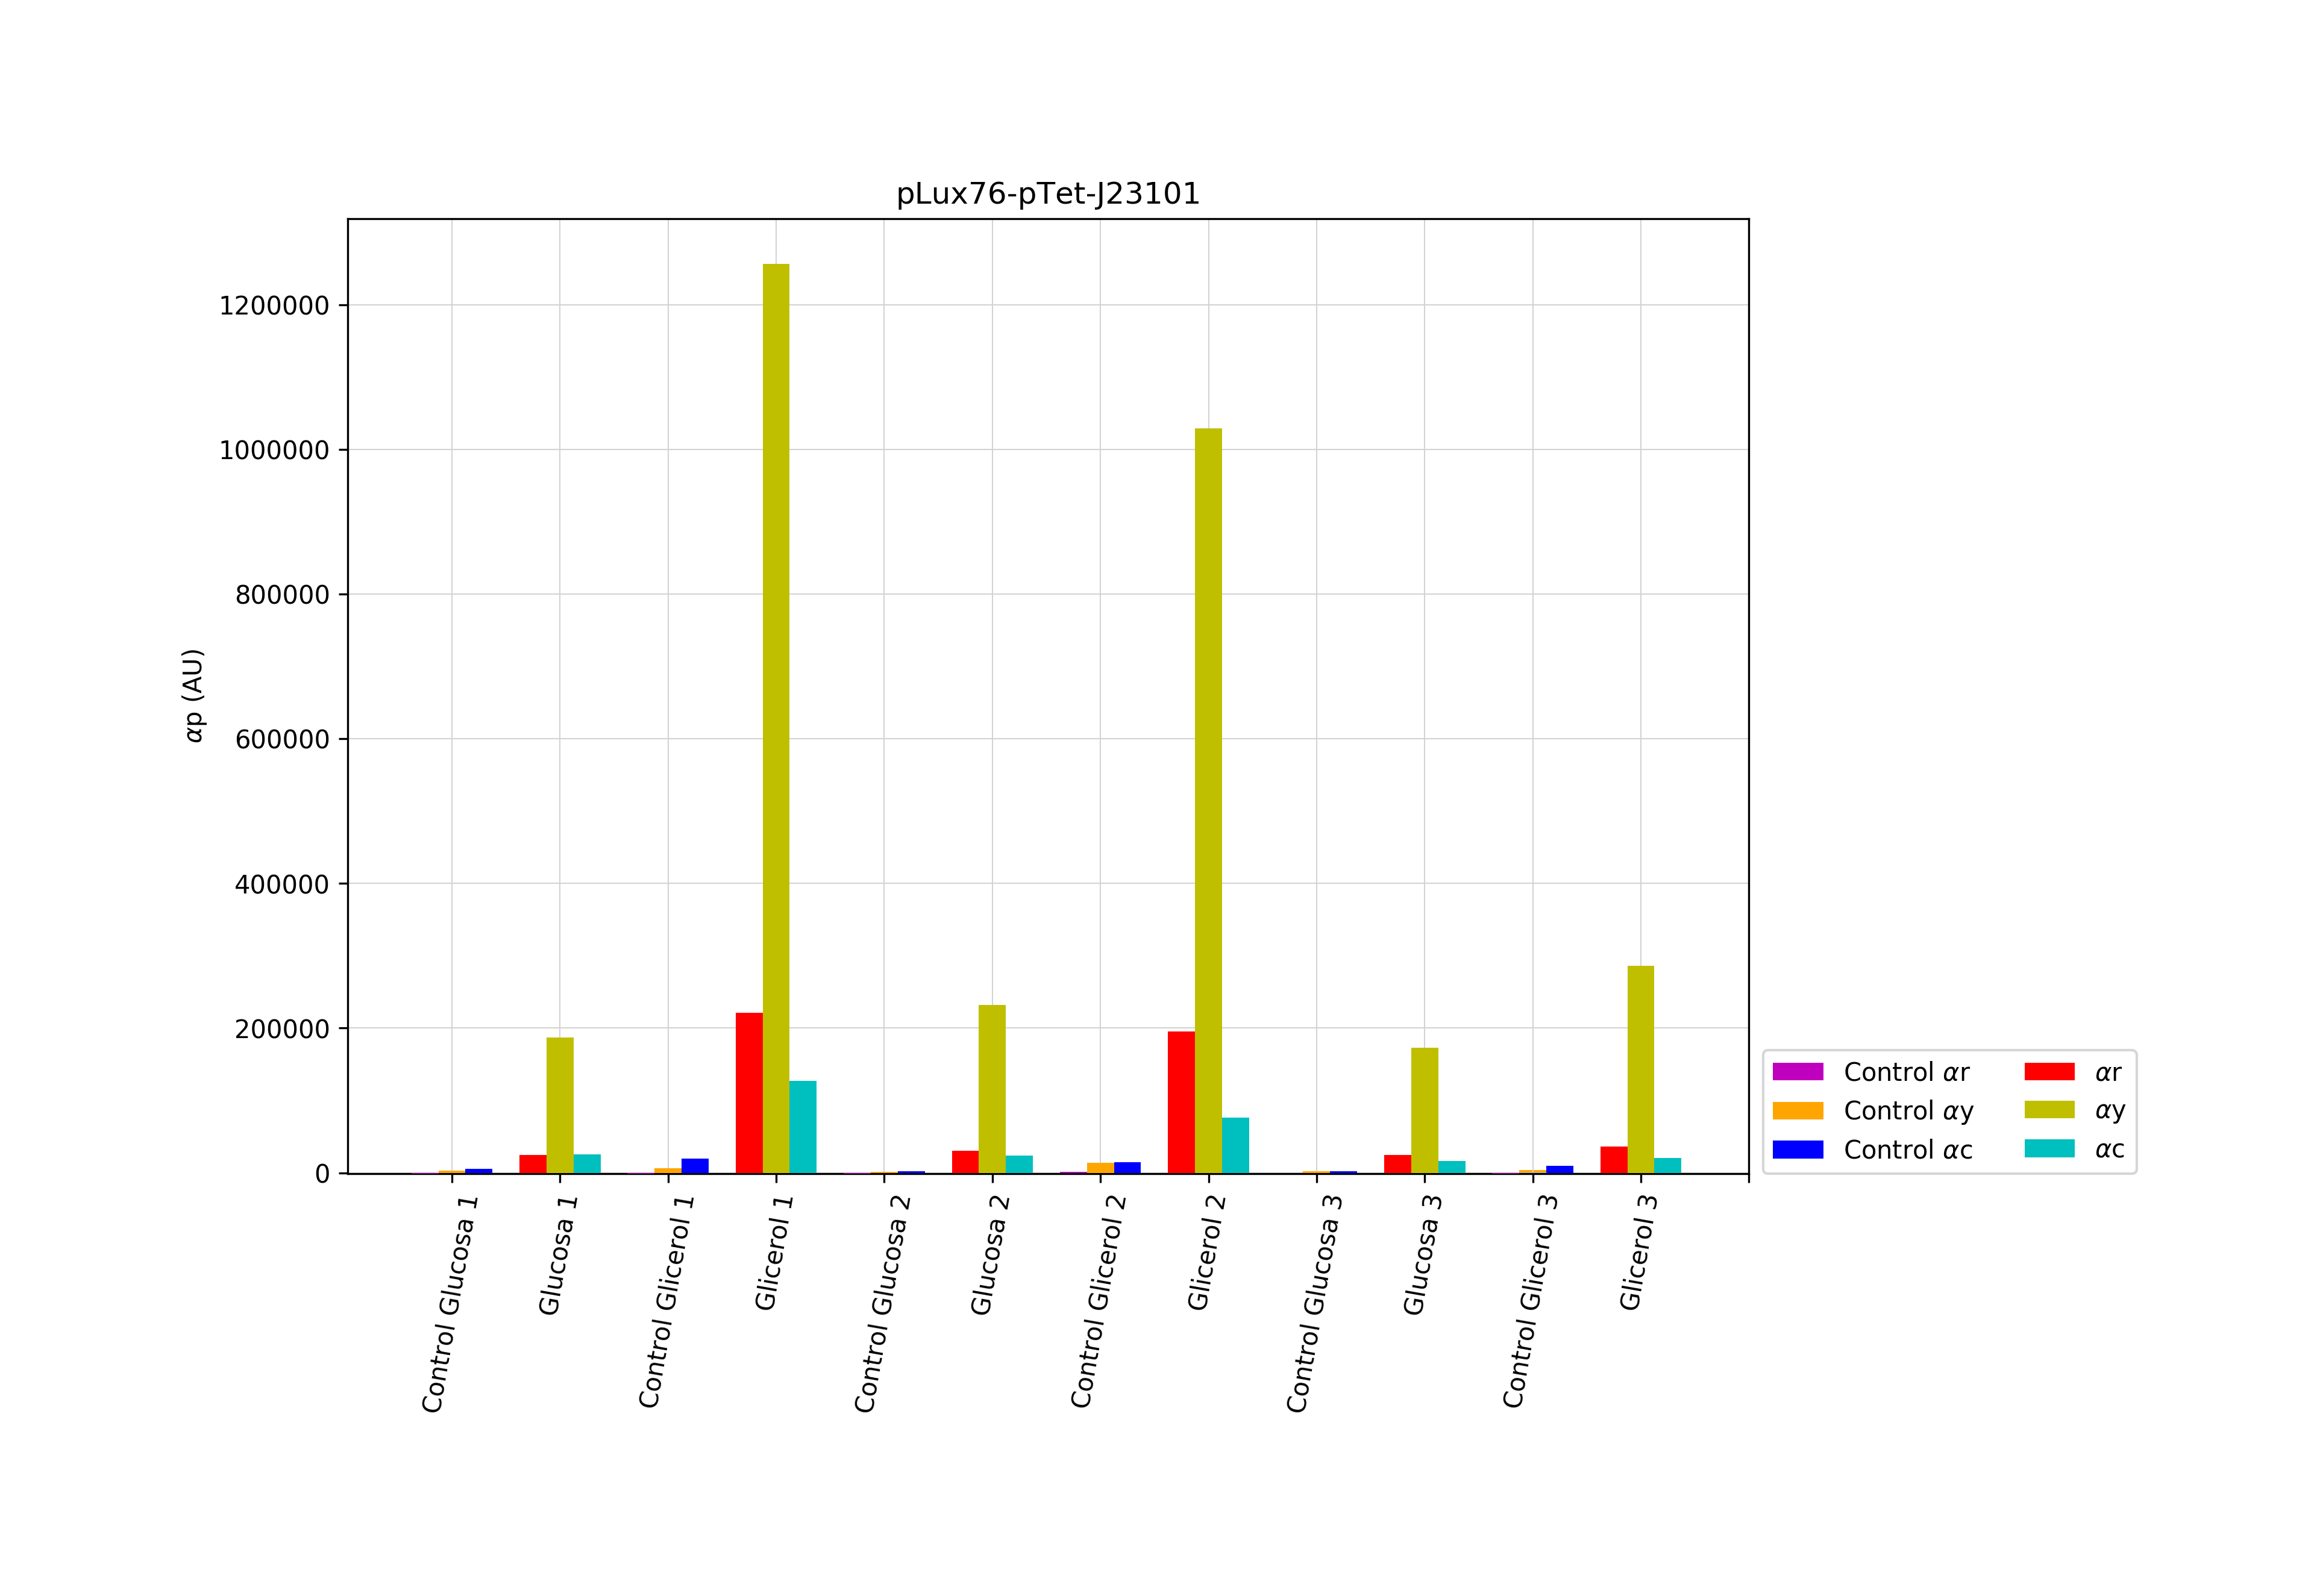 pLux76-pTet-J23101
αp (AU)
1200000
1000000
800000
600000
400000
200000
0
Control Glucosa 1
Glucosa 1
Control Glicerol 1
Glicerol 1
Control Glucosa 2
Glucosa 2
Control Glicerol 2
Glicerol 2
Control Glucosa 3
Glucosa 3
Control Glicerol 3
Glicerol 3
Control αr
Control αy
Control αc
αr
αy
αc